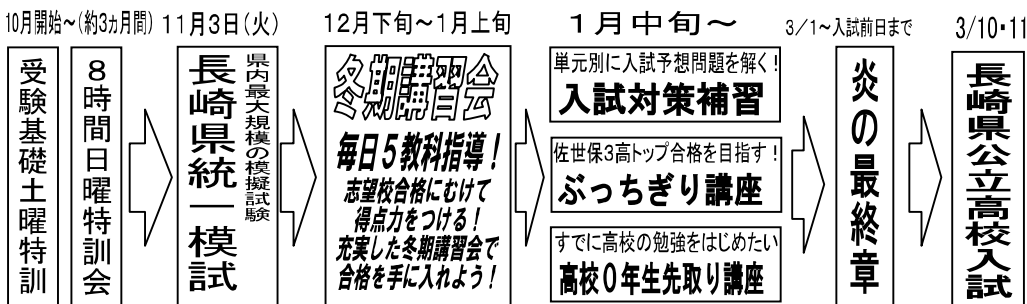 10月開始～(約3ヵ月間)
受験基礎土曜特訓
8時間日曜特訓会
11月3日(火)
県内最大規模の模擬試験
長崎県統一模試
12月下旬～1月上旬
冬期講習会
毎日5教科指導！
志望校合格にむけて
得点力をつける！
充実した冬期講習会で
合格を手に入れよう！
1月中旬～
単元別に入試予想問題を解く！
入試対策補習
佐世保3高トップ合格を目指す！
ぶっちぎり講座
すでに高校の勉強をはじめたい
高校0年生先取り講座
3/1～入試前日まで
炎の最終章
3/10・11
長崎県公立高校入試